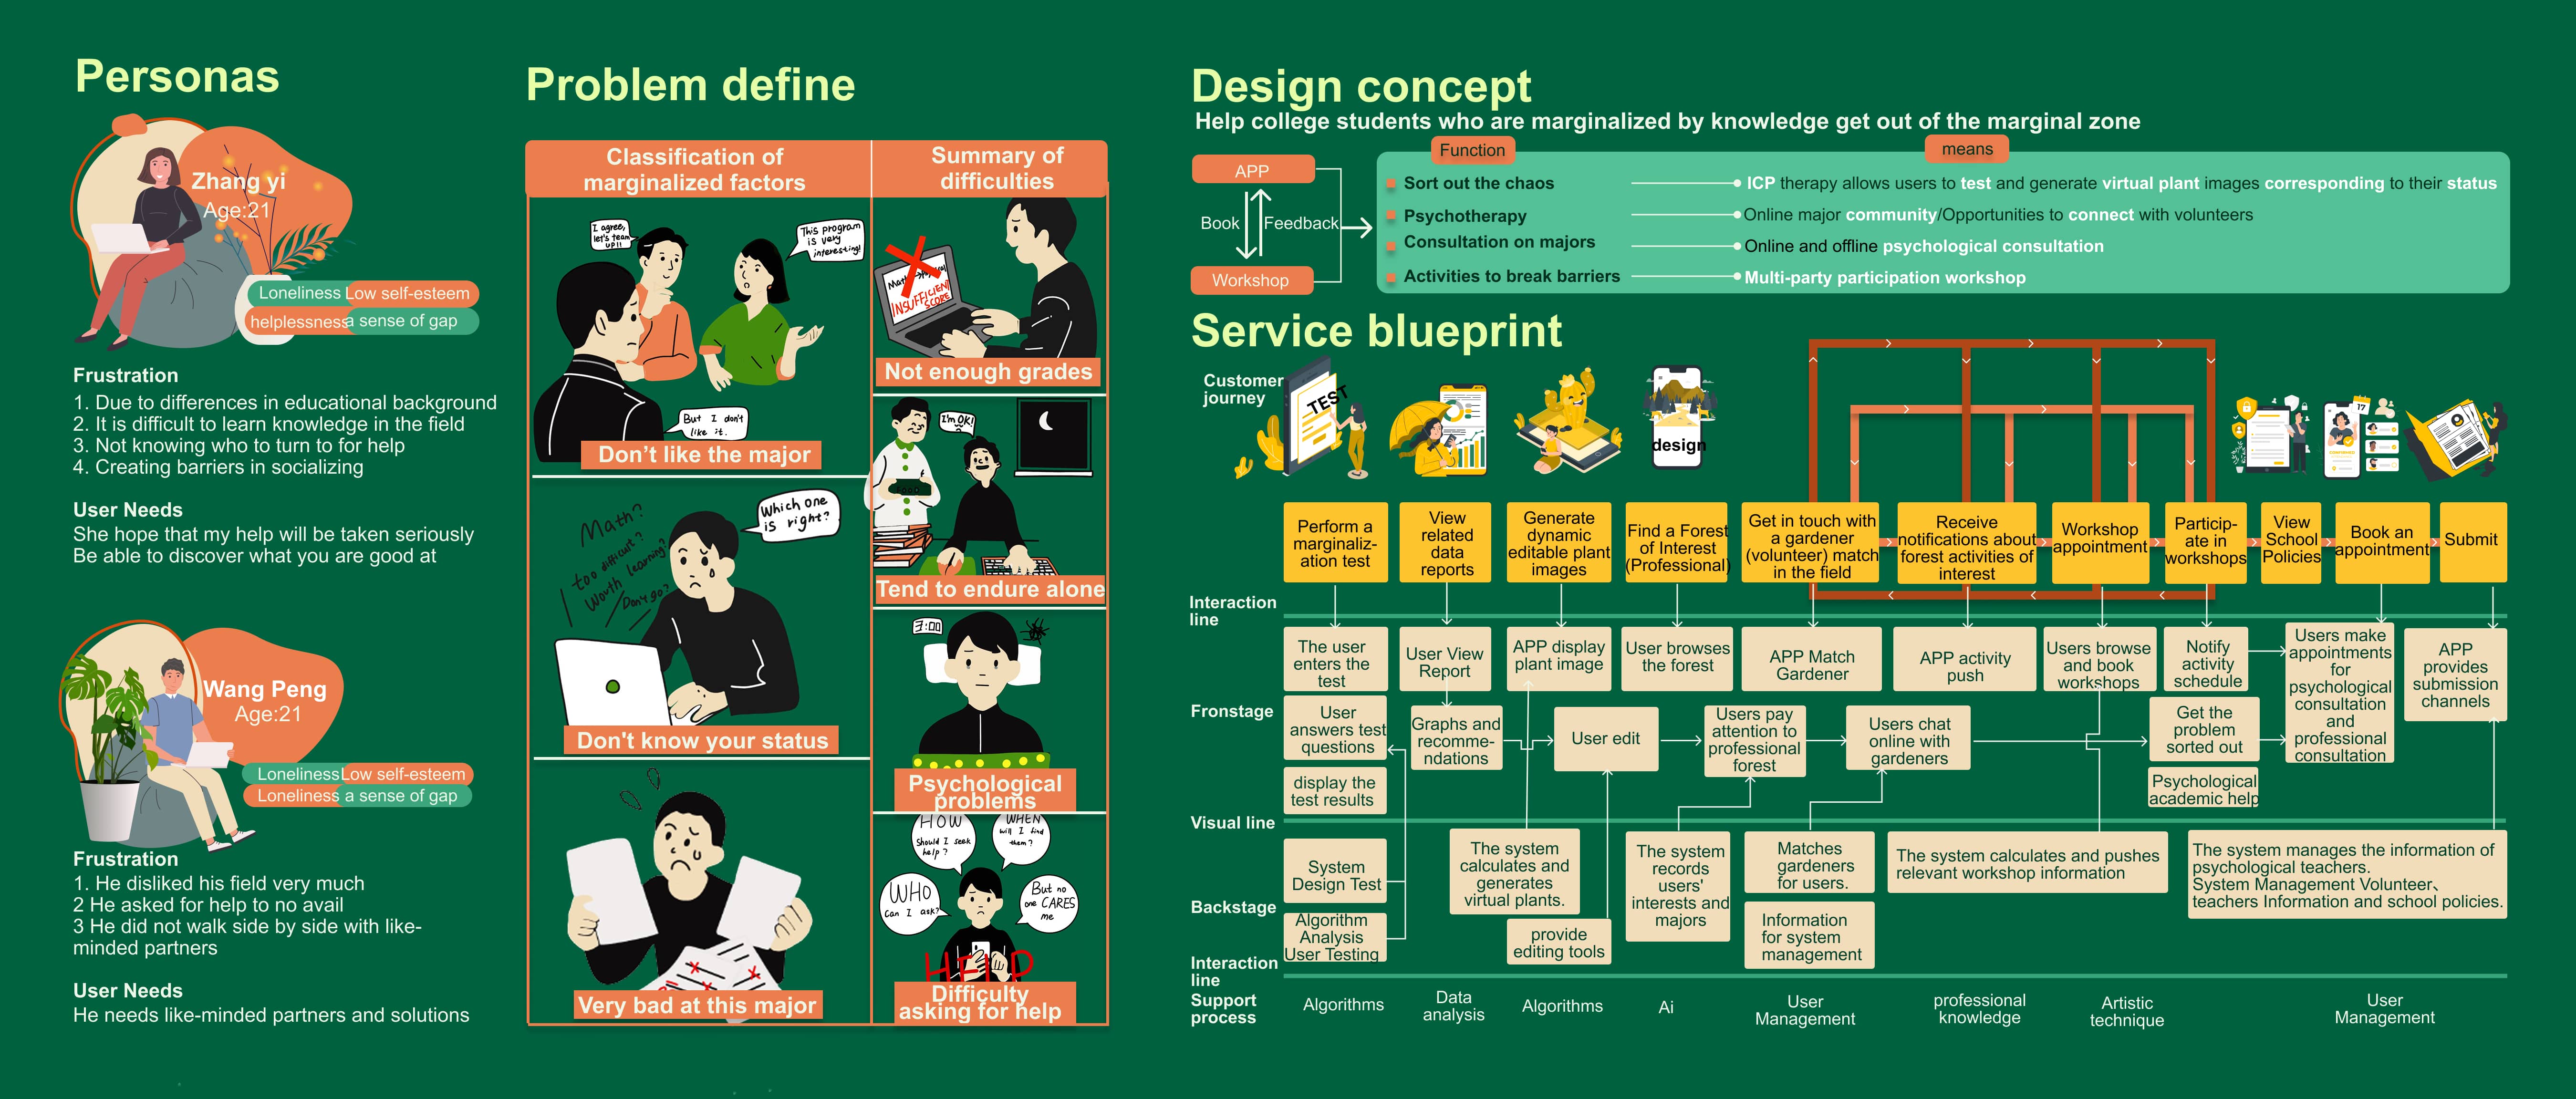 Personas
Zhang yi
Age:21
Loneliness
Low self-esteem
helplessness
a sense of gap
Frustration
1. Due to differences in educational background
2. It is difficult to learn knowledge in the field
3. Not knowing who to turn to for help
4. Creating barriers in socializing
User Needs
She hope that my help will be taken seriously
Be able to discover what you are good at
Wang Peng
Age:21
Loneliness
Low self-esteem
Loneliness
a sense of gap
Frustration
1. He disliked his field very much
2 He asked for help to no avail
3 He did not walk side by side with like-
minded partners
User Needs
He needs like-minded partners and solutions
Problem define
Classification of
marginalized factors
I agree,
let's team
up!!
This program
is very
interesting!
But I don't
like it.
Don't like the major
Math?
too difficult?
Worth learning?
Don't go?
Which one
is right?
Don't know your status
Very bad at this major
Summary of
difficulties
INSUFFICIENT
SCORE
Not enough grades
I'm OK!
Tend to endure alone
3:00
Psychological
problems
HOW
Should I seek
help?
WHEN
will I find
them?
WHO
Can I ask?
But no
one CARES
me
HELP
Difficulty
asking for help
Design concept
Help college students who are marginalized by knowledge get out of the marginal zone
APP
Book
Feedback
Workshop
Function
means
Sort out the chaos
ICP therapy allows users to test and generate virtual plant images corresponding to their status
Psychotherapy
Online major community/Opportunities to connect with volunteers
Consultation on majors
Online and offline psychological consultation
Activities to break barriers
Multi-party participation workshop
Service blueprint
Customer
journey
TEST
design
17
Perform a
marginaliz-
ation test
View
related
data
reports
Generate
dynamic
editable plant
images
Find a Forest
of Interest
(Professional)
Get in touch with
a gardener
(volunteer) match
in the field
Receive
notifications about
forest activities of
interest
Workshop
appointment
Particip-
ate in
workshops
View
School
Policies
Book an
appointment
Submit
Interaction
line
The user
enters the
test
User View
Report
APP display
plant image
User browses
the forest
APP Match
Gardener
APP activity
push
Users browse
and book
workshops
Notify
activity
schedule
Users make
appointments
for
psychological
consultation
and
professional
consultation
APP
provides
submission
channels
Fronstage
User
answers test
questions
Graphs and
recomme-
ndations
User edit
Users pay
attention to
professional
forest
Users chat
online with
gardeners
Get the
problem
sorted out
display the
test results
Psychological
academic help
Visual line
System
Design Test
The system
calculates and
generates
virtual plants.
The system
records
users'
interests and
majors
Matches
gardeners
for users.
The system calculates and pushes
relevant workshop information
The system manages the information of
psychological teachers.
System Management Volunteer、
teachers Information and school policies.
Backstage
Algorithm
Analysis
User Testing
provide
editing tools
Information
for system
management
Interaction
line
Support
process
Algorithms
Data
analysis
Algorithms
Ai
User
Management
professional
knowledge
Artistic
technique
User
Management